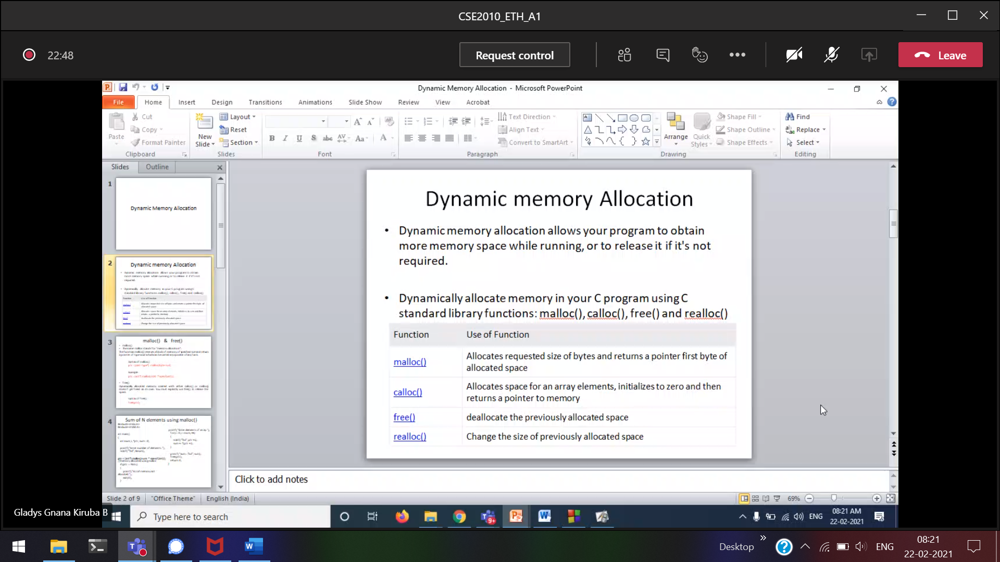 CSE2010_ETH_A1
22:48
Request control
Leave
Dynamic Memory Allocation - Microsoft PowerPoint
File Home Insert Design Transitions Animations Slide Show Review View Acrobat
Paste
Cut
Copy
Format Painter
Clipboard
New
Slide
Layout
Reset
Section
Slides
Font
Text Direction
Align Text
Convert to SmartArt
Paragraph
Arrange
Quick
Styles
Shape Fill
Shape Outline
Shape Effects
Drawing
Find
Replace
Select
Editing
Slides Outline
1
Dynamic Memory Allocation
2
Dynamic memory Allocation
3
malloc() & free()
4
Sum of N elements using malloc()
Dynamic memory Allocation
• Dynamic memory allocation allows your program to obtain
more memory space while running, or to release it if it's not
required.
• Dynamically allocate memory in your C program using C
standard library functions: malloc(), calloc(), free() and realloc()
Function Use of Function
malloc() Allocates requested size of bytes and returns a pointer first byte of
allocated space
calloc() Allocates space for an array elements, initializes to zero and then
returns a pointer to memory
free() deallocate the previously allocated space
realloc() Change the size of previously allocated space
Click to add notes
Slide 2 of 9 "Office Theme" English (India) 69%
Gladys Gnana Kiruba B
Type here to search
9+
ENG
08:21 AM
22-02-2021
Desktop
ENG
08:21
22-02-2021